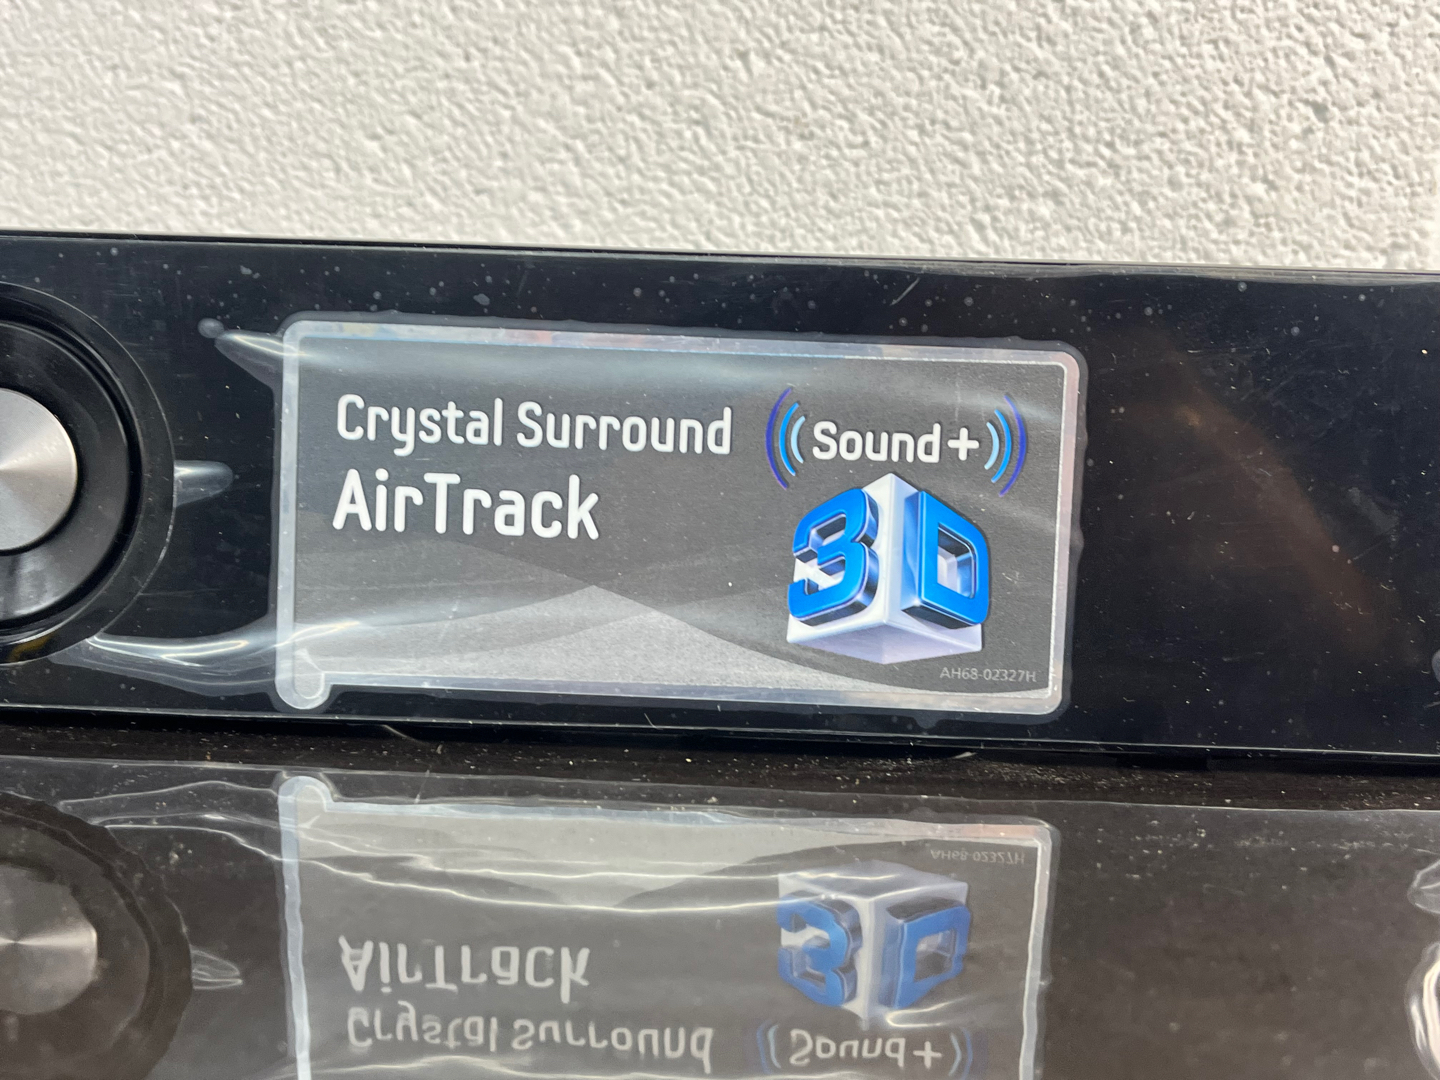 Crystal Surround
AirTrack
Sound+
3D
AH68-02327H